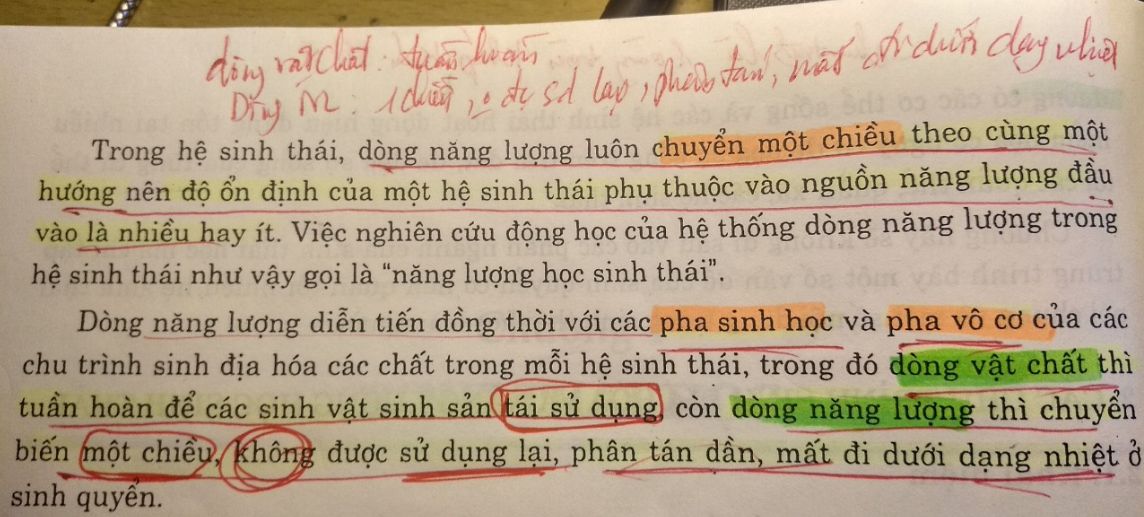 dòng vật chất: tuần hoàn
Dòng NL: 1 chiều, o đc sd lại, phân tán, mất đi dưới dạng nhiệt
Trong hệ sinh thái, dòng năng lượng luôn chuyển một chiều theo cùng một
hướng nên độ ổn định của một hệ sinh thái phụ thuộc vào nguồn năng lượng đầu
vào là nhiều hay ít. Việc nghiên cứu động học của hệ thống dòng năng lượng trong
hệ sinh thái như vậy gọi là "năng lượng học sinh thái".
Dòng năng lượng diễn tiến đồng thời với các pha sinh học và pha vô cơ của các
chu trình sinh địa hóa các chất trong mỗi hệ sinh thái, trong đó dòng vật chất thì
tuần hoàn để các sinh vật sinh sản tái sử dụng, còn dòng năng lượng thì chuyển
biến một chiều, không được sử dụng lại, phân tán dần, mất đi dưới dạng nhiệt ở
sinh quyển.